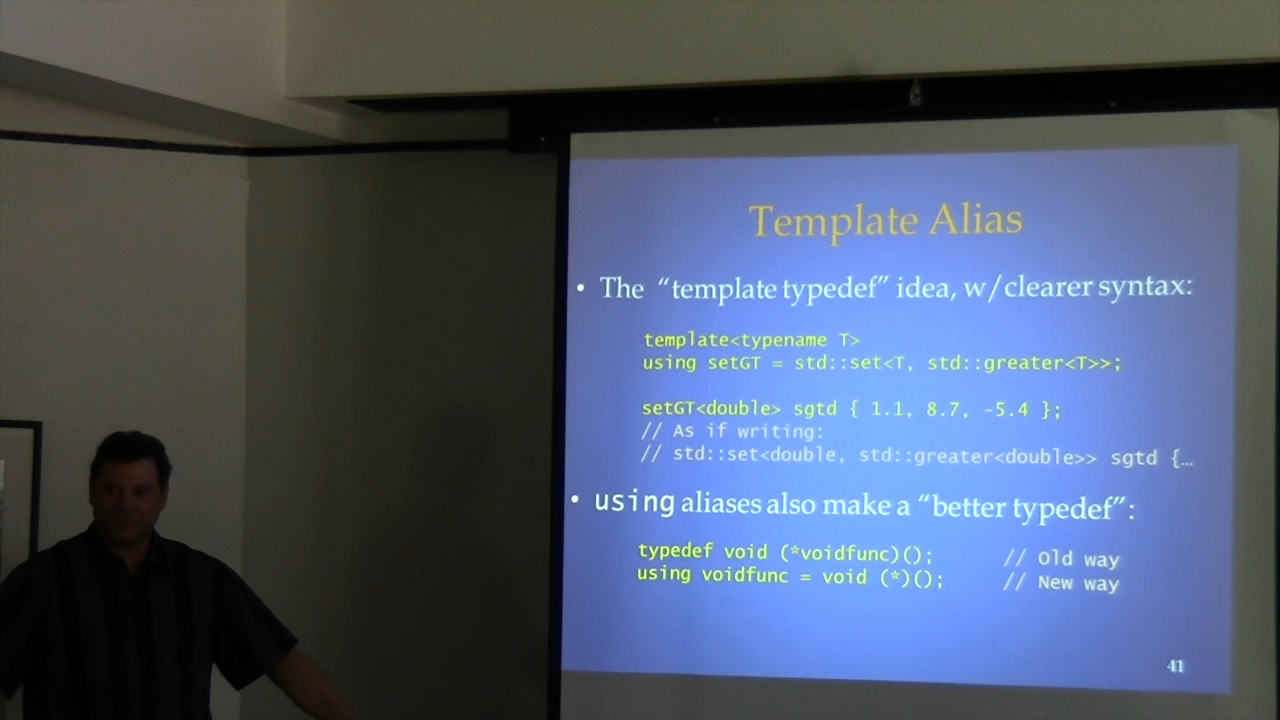 Template Alias
• The “template typedef” idea, w/clearer syntax:
template<typename T>
using setGT = std::set<T, std::greater<T>>;
setGT<double> sgtd { 1.1, 8.7, -5.4 };
// As if writing:
// std::set<double, std::greater<double>> sgtd {…
• using aliases also make a “better typedef”:
typedef void (*voidfunc)(); // Old way
using voidfunc = void (*)(); // New way
41